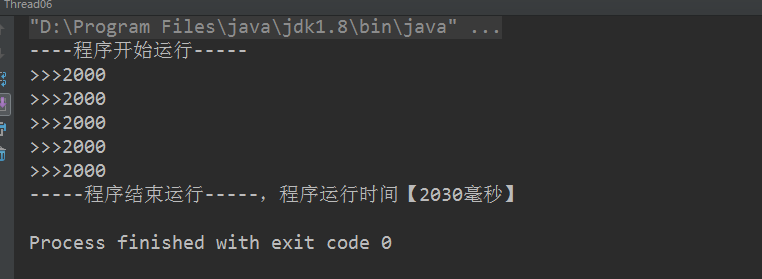 Thread06
"D:\Program Files\java\jdk1.8\bin\java" ...
----程序开始运行-----
>>>2000
>>>2000
>>>2000
>>>2000
>>>2000
-----程序结束运行-----，程序运行时间【2030毫秒】
Process finished with exit code 0